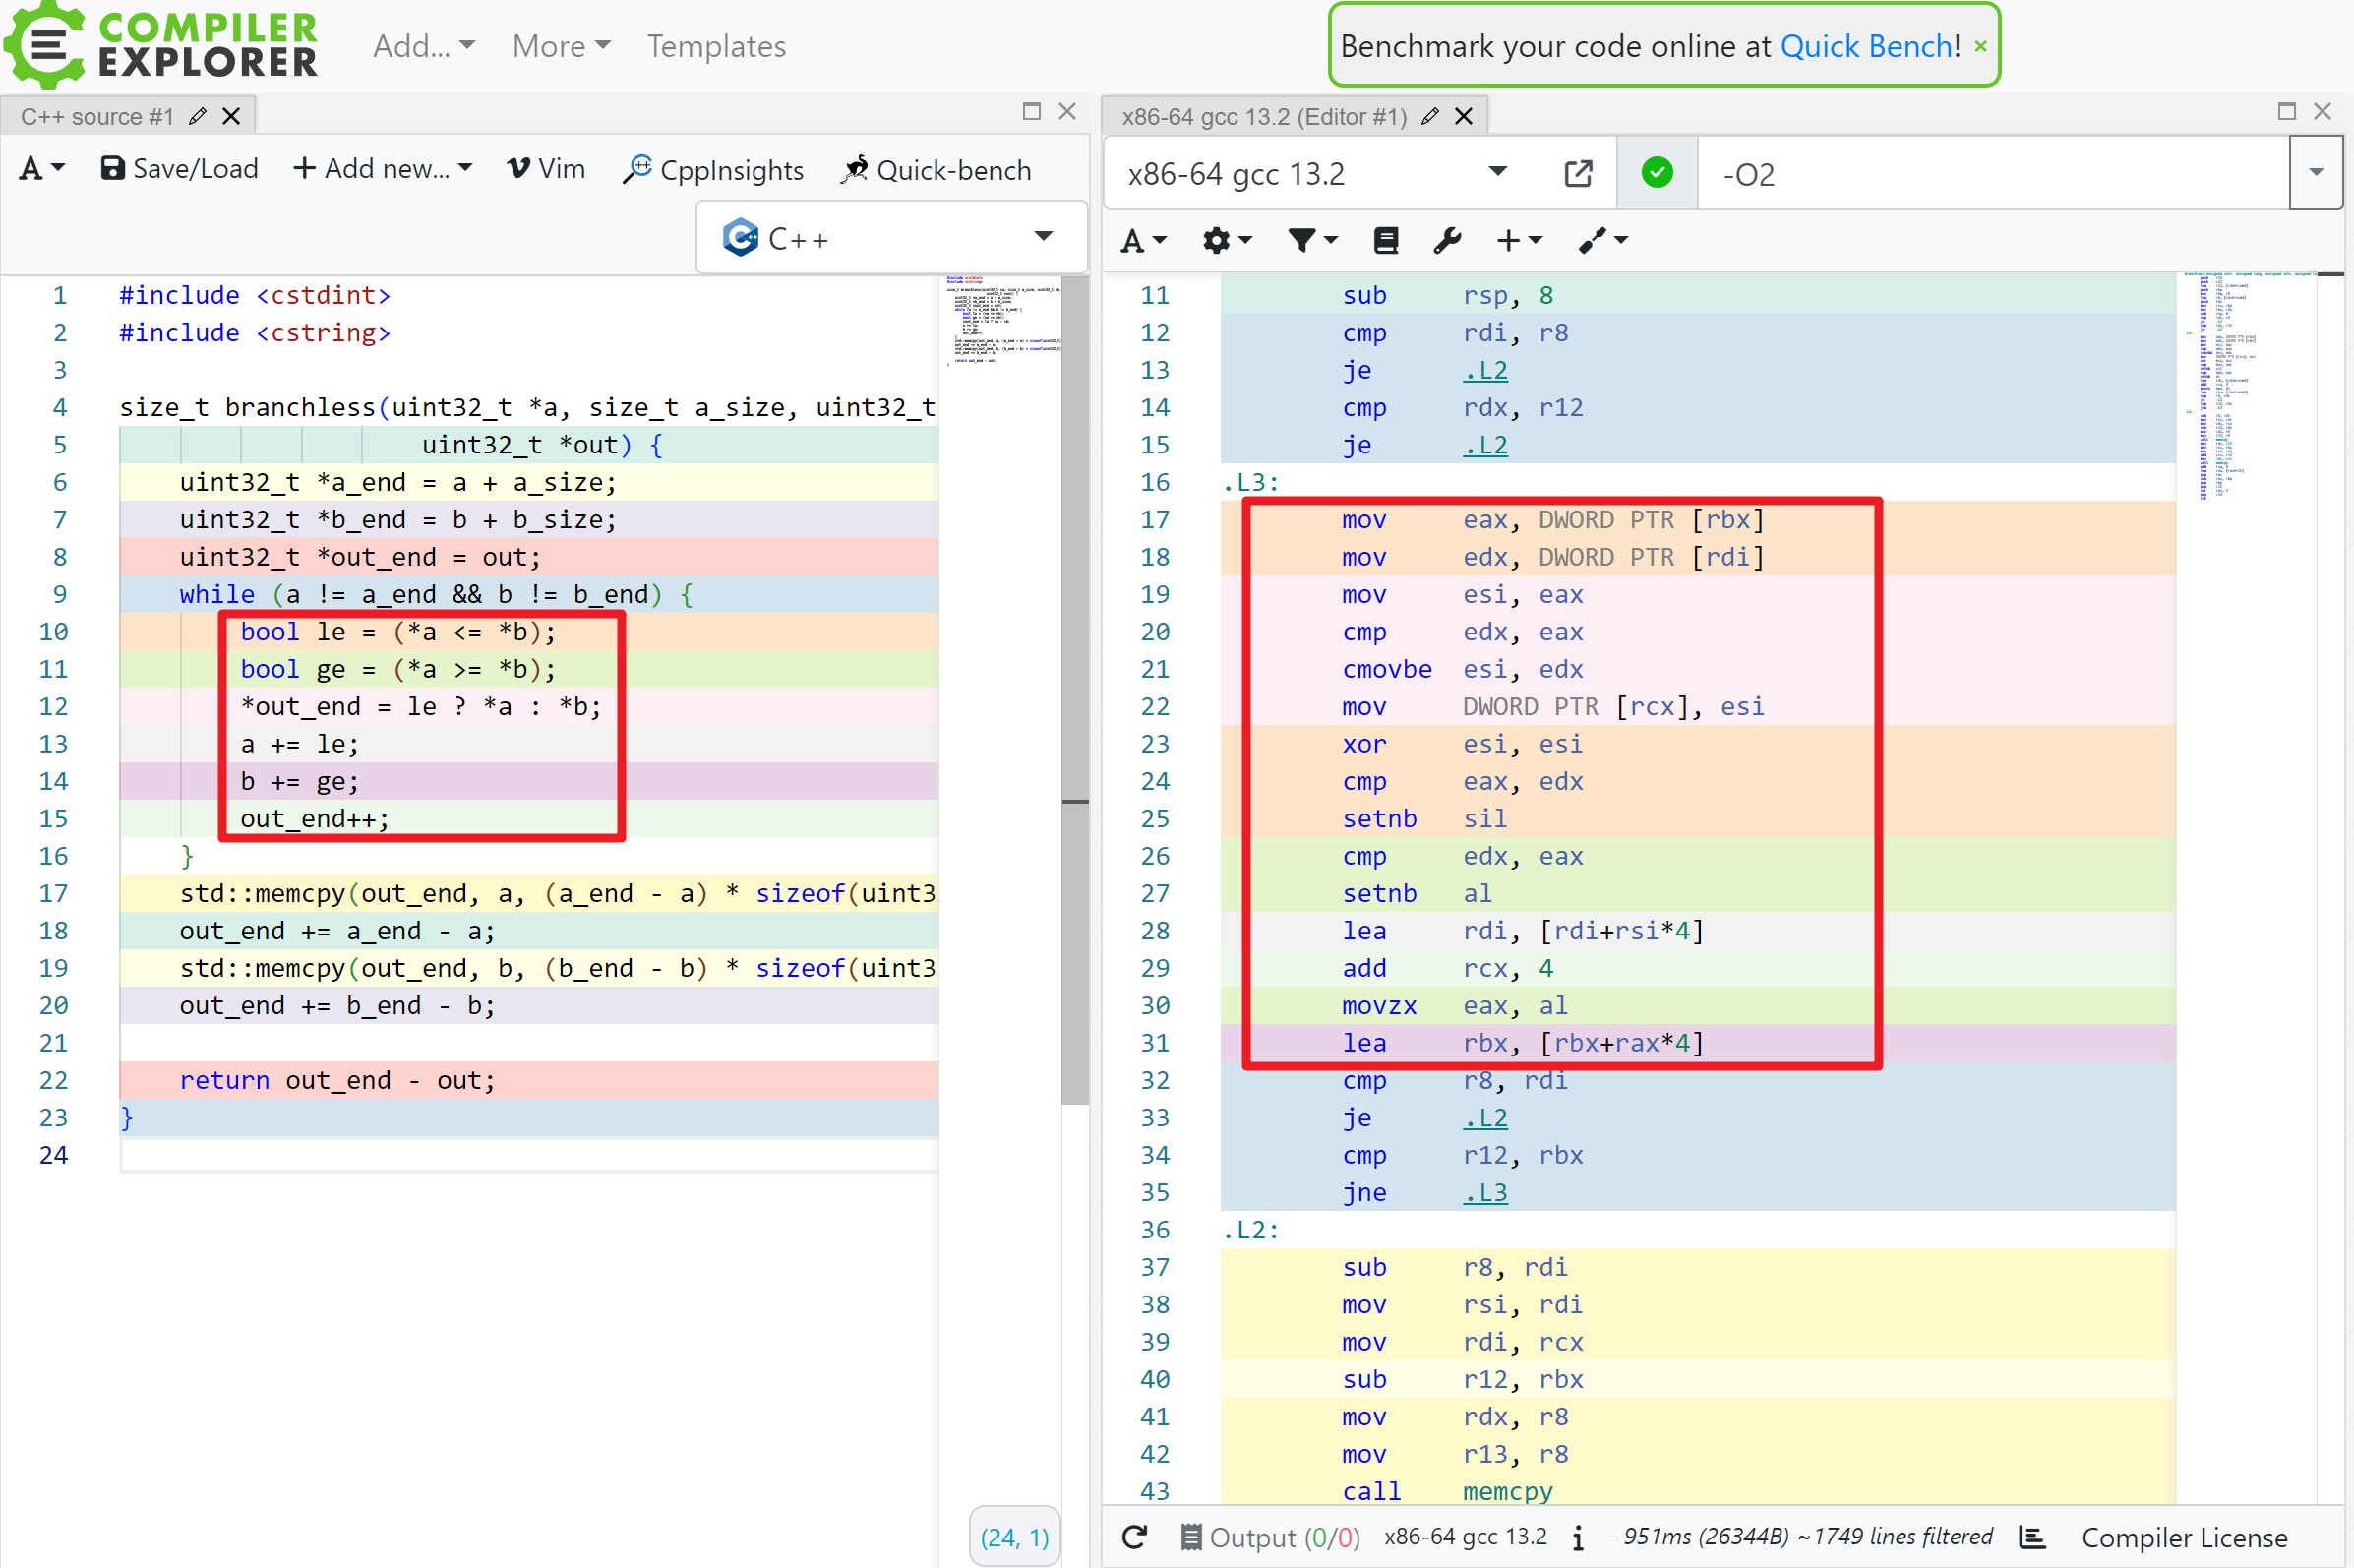 COMPILER
EXPLORER
Add... More Templates
Benchmark your code online at Quick Bench! ×
C++ source #1
x86-64 gcc 13.2 (Editor #1)
A Save/Load + Add new... Vim CppInsights Quick-bench
C++
x86-64 gcc 13.2 -O2
A
1 #include <cstdint>
2 #include <cstring>
3
4 size_t branchless(uint32_t *a, size_t a_size, uint32_t
5 uint32_t *out) {
6 uint32_t *a_end = a + a_size;
7 uint32_t *b_end = b + b_size;
8 uint32_t *out_end = out;
9 while (a != a_end && b != b_end) {
10 bool le = (*a <= *b);
11 bool ge = (*a >= *b);
12 *out_end = le ? *a : *b;
13 a += le;
14 b += ge;
15 out_end++;
16 }
17 std::memcpy(out_end, a, (a_end - a) * sizeof(uint3
18 out_end += a_end - a;
19 std::memcpy(out_end, b, (b_end - b) * sizeof(uint3
20 out_end += b_end - b;
21
22 return out_end - out;
23 }
24
(24, 1)
11 sub rsp, 8
12 cmp rdi, r8
13 je .L2
14 cmp rdx, r12
15 je .L2
16 .L3:
17 mov eax, DWORD PTR [rbx]
18 mov edx, DWORD PTR [rdi]
19 mov esi, eax
20 cmp edx, eax
21 cmovbe esi, edx
22 mov DWORD PTR [rcx], esi
23 xor esi, esi
24 cmp eax, edx
25 setnb sil
26 cmp edx, eax
27 setnb al
28 lea rdi, [rdi+rsi*4]
29 add rcx, 4
30 movzx eax, al
31 lea rbx, [rbx+rax*4]
32 cmp r8, rdi
33 je .L2
34 cmp r12, rbx
35 jne .L3
36 .L2:
37 sub r8, rdi
38 mov rsi, rdi
39 mov rdi, rcx
40 sub r12, rbx
41 mov rdx, r8
42 mov r13, r8
43 call memcpy
Output (0/0) x86-64 gcc 13.2 i - 951ms (26344B) ~1749 lines filtered Compiler License